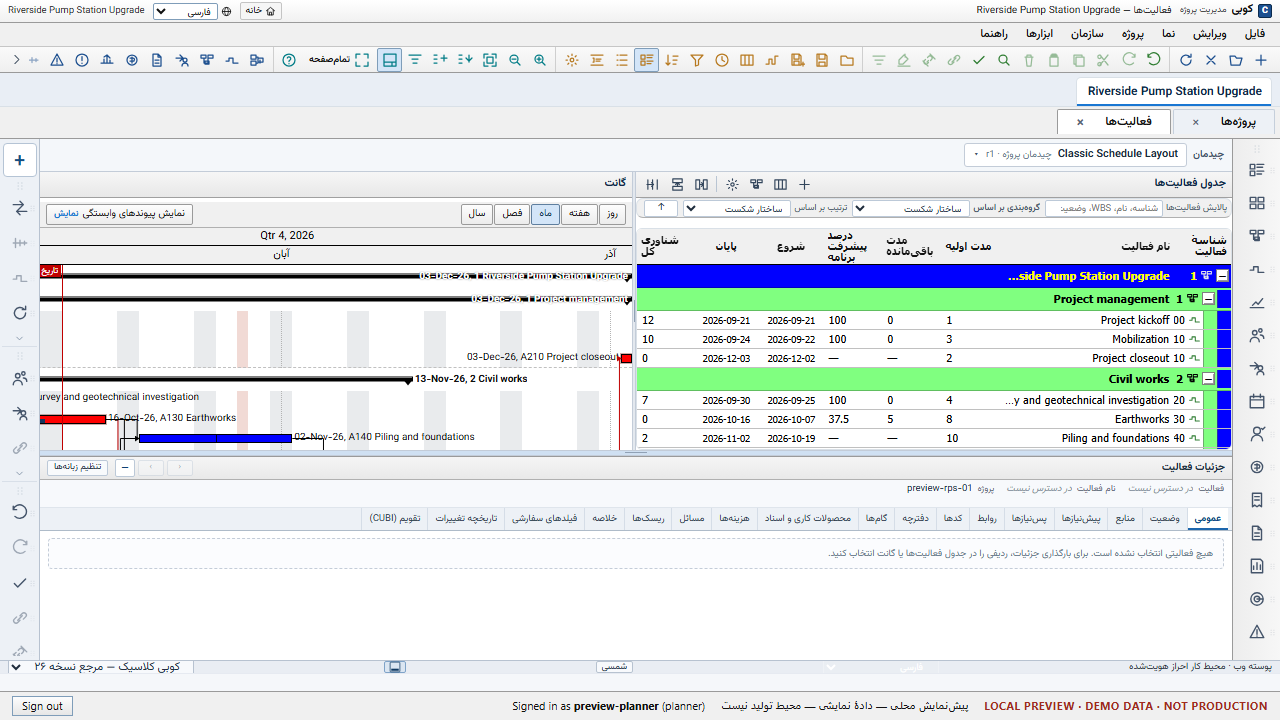 کوبی مدیریت پروژه فعالیت‌ها — Riverside Pump Station Upgrade
خانه فارسی Riverside Pump Station Upgrade
فایل ویرایش نما پروژه سازمان ابزارها راهنما
تمام‌صفحه
Riverside Pump Station Upgrade
پروژه‌ها × فعالیت‌ها ×
چیدمان Classic Schedule Layout چیدمان پروژه · r1
جدول فعالیت‌ها
پالایش فعالیت‌ها شناسه، نام، WBS، وضعیت گروه‌بندی بر اساس ساختار شکست ترتیب بر اساس ساختار شکست ↑
شناسه فعالیت نام فعالیت مدت اولیه مدت باقی‌مانده درصد پیشرفت برنامه شروع پایان شناوری کل
1 ...side Pump Station Upgrade
1 Project management
00 Project kickoff 1 0 100 2026-09-21 2026-09-21 12
10 Mobilization 3 0 100 2026-09-22 2026-09-24 10
10 Project closeout 2 — — 2026-12-02 2026-12-03 0
2 Civil works
20 ...y and geotechnical investigation 4 0 100 2026-09-25 2026-09-30 7
30 Earthworks 8 5 37.5 2026-10-07 2026-10-16 0
40 Piling and foundations 10 — — 2026-10-19 2026-11-02 2
گانت
روز هفته ماه فصل سال نمایش پیوندهای وابستگی نمایش
Qtr 4, 2026
آذر آبان
تاریخ
03-Dec-26, 1 Riverside Pump Station Upgrade
03-Dec-26, 1 Project management
03-Dec-26, A210 Project closeout
13-Nov-26, 2 Civil works
urvey and geotechnical investigation
16-Oct-26, A130 Earthworks
02-Nov-26, A140 Piling and foundations
جزئیات فعالیت تنظیم زبانه‌ها
فعالیت در دسترس نیست نام فعالیت در دسترس نیست پروژه preview-rps-01
عمومی وضعیت منابع پیش‌نیازها پس‌نیازها روابط کدها دفترچه گام‌ها محصولات کاری و اسناد هزینه‌ها مسائل ریسک‌ها خلاصه فیلدهای سفارشی تاریخچه تغییرات تقویم (CUBI)
هیچ فعالیتی انتخاب نشده است. برای بارگذاری جزئیات، ردیفی را در جدول فعالیت‌ها یا گانت انتخاب کنید.
پوسته وب · محیط کار احراز هویت‌شده فارسی شمسی کوبی کلاسیک — مرجع نسخه ۲۶
LOCAL PREVIEW · DEMO DATA · NOT PRODUCTION پیش‌نمایش محلی — دادهٔ نمایشی — محیط تولید نیست Signed in as preview-planner (planner) Sign out